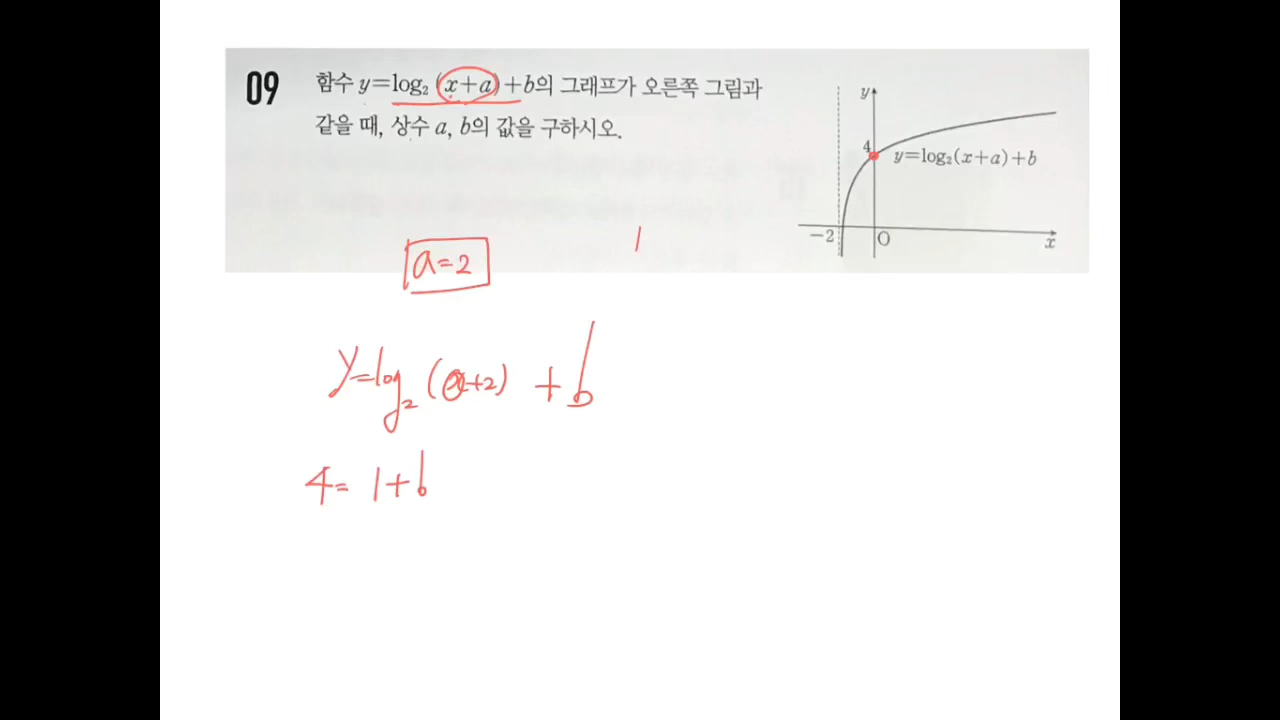 09
함수 y=log₂ (x+a)+b의 그래프가 오른쪽 그림과
같을 때, 상수 a, b의 값을 구하시오.
y
4
y=log₂(x+a)+b
-2
O
x
a=2
y=log₂(x+2) +b
4= 1+b